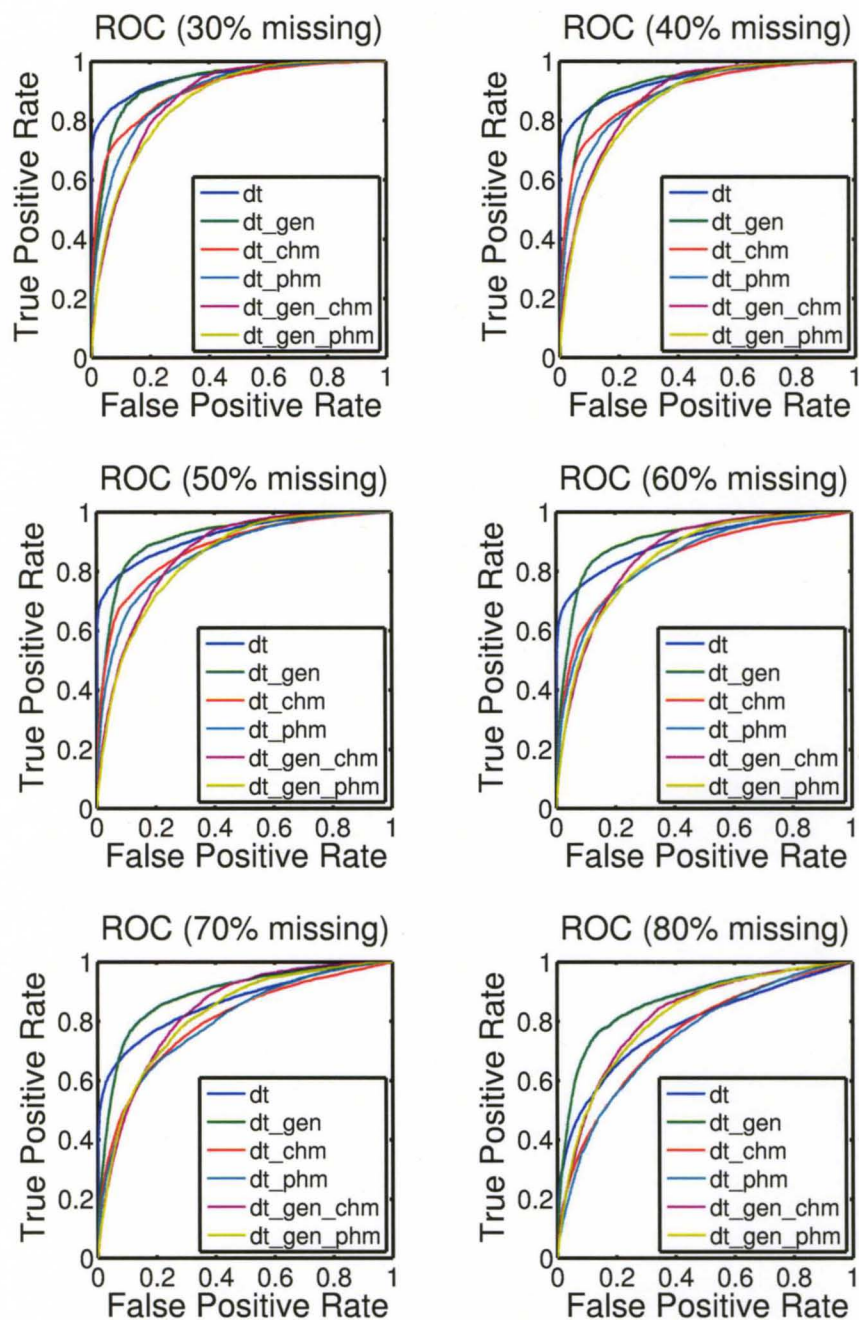 ROC (30% missing)
True Positive Rate
1
0.8
0.6
0.4
0.2
0
dt
dt_gen
dt_chm
dt_phm
dt_gen_chm
dt_gen_phm
0 0.2 0.4 0.6 0.8 1
False Positive Rate
ROC (40% missing)
True Positive Rate
1
0.8
0.6
0.4
0.2
0
dt
dt_gen
dt_chm
dt_phm
dt_gen_chm
dt_gen_phm
0 0.2 0.4 0.6 0.8 1
False Positive Rate
ROC (50% missing)
True Positive Rate
1
0.8
0.6
0.4
0.2
0
dt
dt_gen
dt_chm
dt_phm
dt_gen_chm
dt_gen_phm
0 0.2 0.4 0.6 0.8 1
False Positive Rate
ROC (60% missing)
True Positive Rate
1
0.8
0.6
0.4
0.2
0
dt
dt_gen
dt_chm
dt_phm
dt_gen_chm
dt_gen_phm
0 0.2 0.4 0.6 0.8 1
False Positive Rate
ROC (70% missing)
True Positive Rate
1
0.8
0.6
0.4
0.2
0
dt
dt_gen
dt_chm
dt_phm
dt_gen_chm
dt_gen_phm
0 0.2 0.4 0.6 0.8 1
False Positive Rate
ROC (80% missing)
True Positive Rate
1
0.8
0.6
0.4
0.2
0
dt
dt_gen
dt_chm
dt_phm
dt_gen_chm
dt_gen_phm
0 0.2 0.4 0.6 0.8 1
False Positive Rate